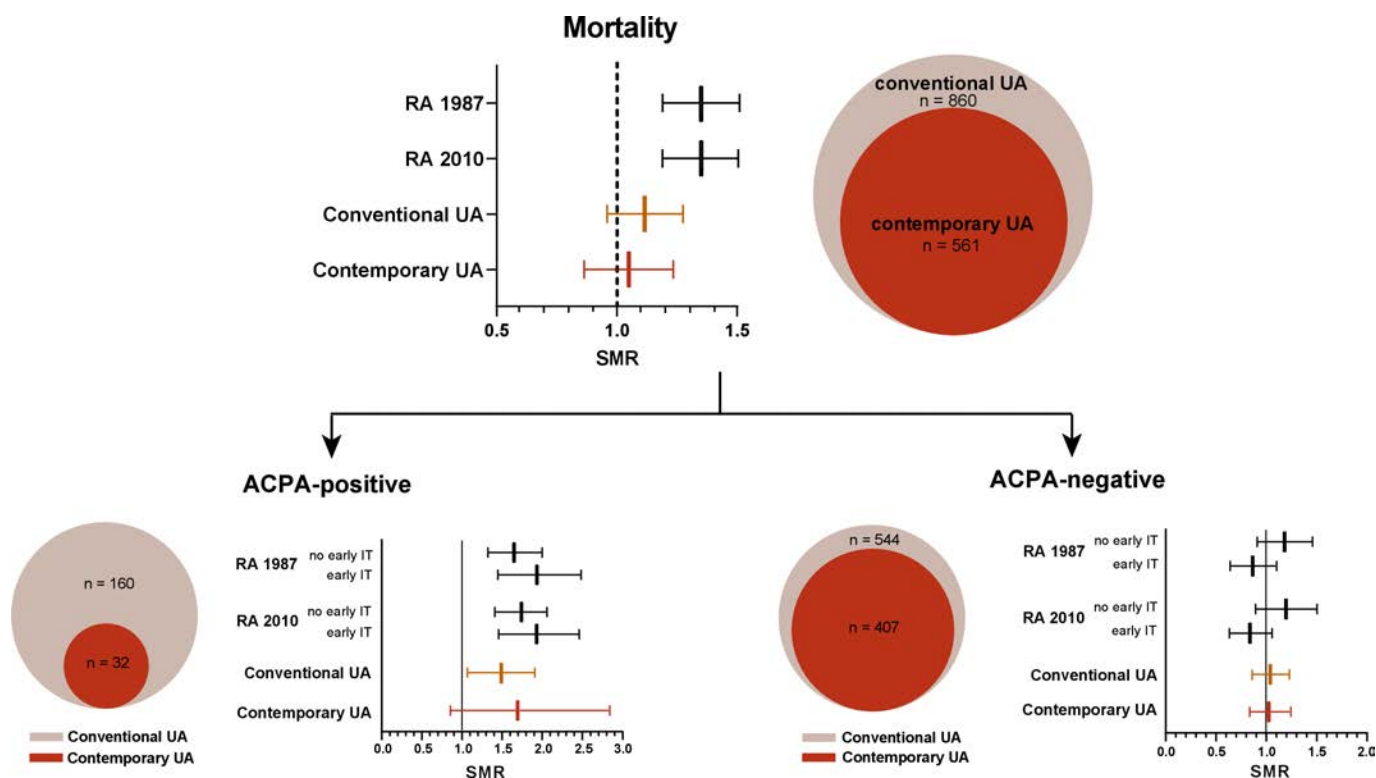 Mortality
RA 1987
RA 2010
Conventional UA
Contemporary UA
0.5
1.0
1.5
SMR
conventional UA
n = 860
contemporary UA
n = 561
ACPA-positive
n = 160
n = 32
Conventional UA
Contemporary UA
RA 1987
no early IT
early IT
RA 2010
no early IT
early IT
Conventional UA
Contemporary UA
0.0 0.5 1.0 1.5 2.0 2.5 3.0
SMR
ACPA-negative
n = 544
n = 407
Conventional UA
Contemporary UA
RA 1987
no early IT
early IT
RA 2010
no early IT
early IT
Conventional UA
Contemporary UA
0.0 0.5 1.0 1.5 2.0
SMR